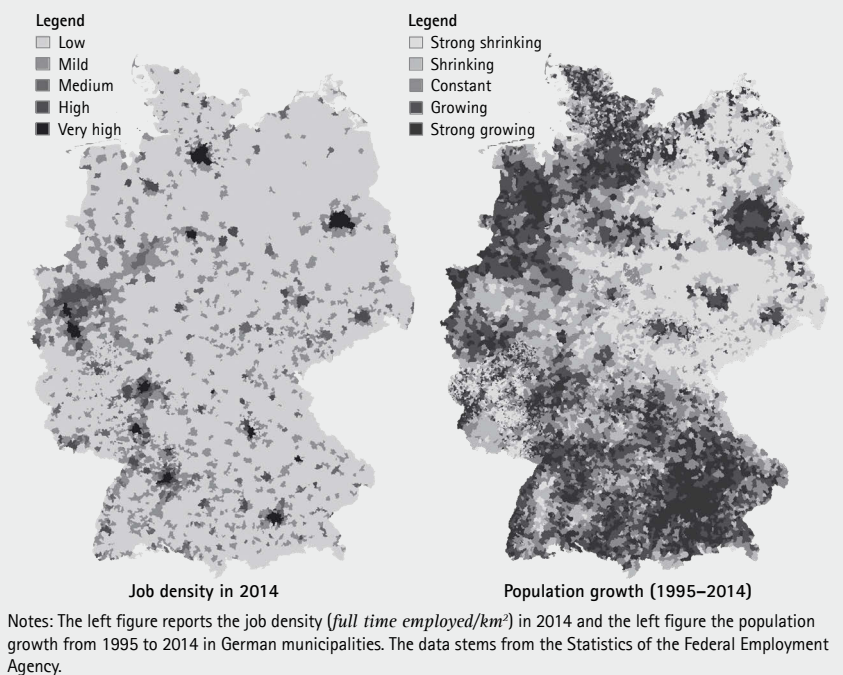 Legend
Low
Mild
Medium
High
Very high
Legend
Strong shrinking
Shrinking
Constant
Growing
Strong growing
Job density in 2014
Population growth (1995–2014)
Notes: The left figure reports the job density (full time employed/km²) in 2014 and the left figure the population
growth from 1995 to 2014 in German municipalities. The data stems from the Statistics of the Federal Employment
Agency.